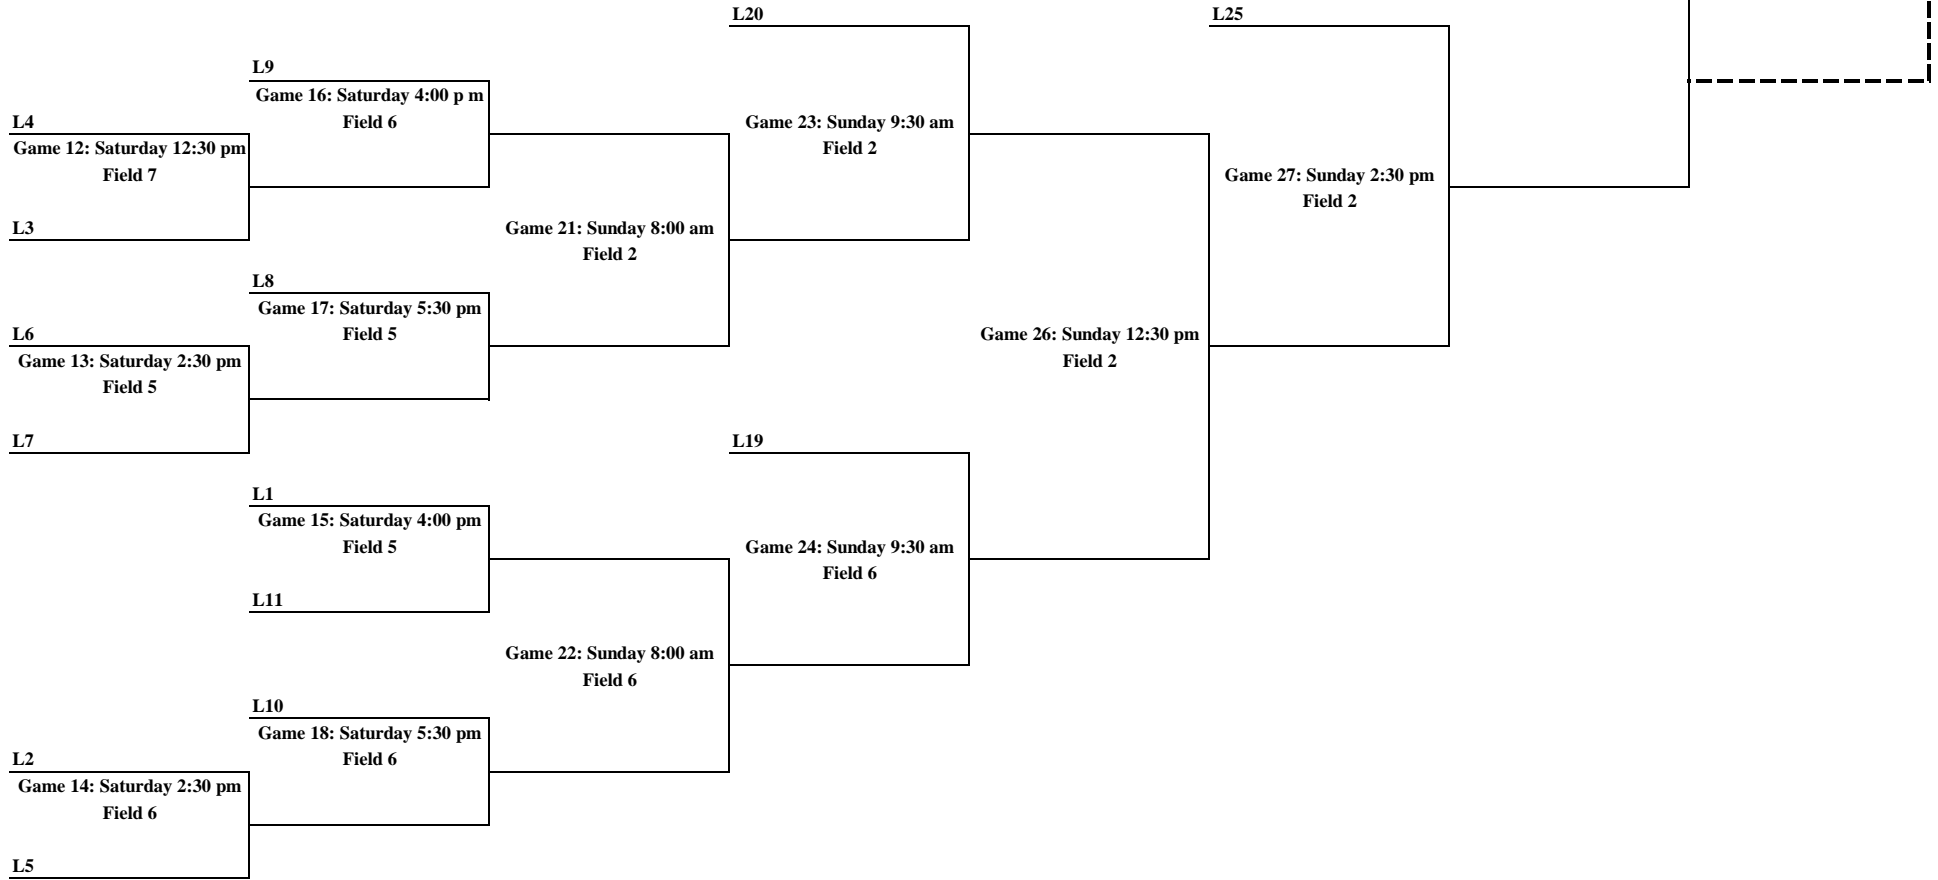 L20
L25
L9
Game 16: Saturday 4:00 p m
Field 6
L4
Game 12: Saturday 12:30 pm
Field 7
L3
Game 23: Sunday 9:30 am
Field 2
Game 27: Sunday 2:30 pm
Field 2
Game 21: Sunday 8:00 am
Field 2
L8
Game 17: Saturday 5:30 pm
Field 5
L6
Game 13: Saturday 2:30 pm
Field 5
L7
Game 26: Sunday 12:30 pm
Field 2
L19
L1
Game 15: Saturday 4:00 pm
Field 5
L11
Game 24: Sunday 9:30 am
Field 6
Game 22: Sunday 8:00 am
Field 6
L10
Game 18: Saturday 5:30 pm
Field 6
L2
Game 14: Saturday 2:30 pm
Field 6
L5